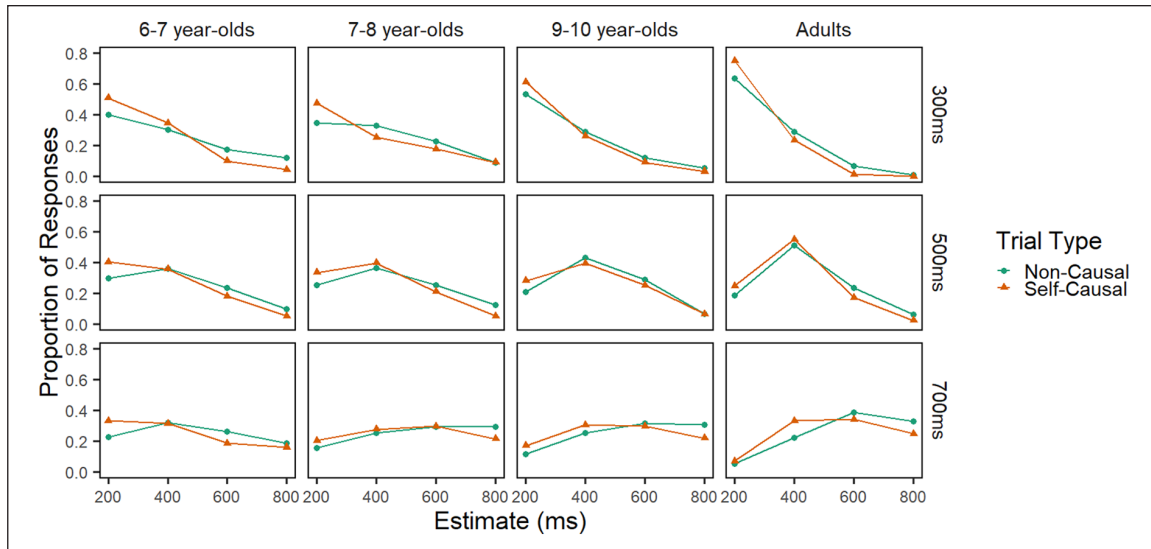 6-7 year-olds 7-8 year-olds 9-10 year-olds Adults
0.8
0.6
0.4
0.2
0.0
300ms
0.8
0.6
0.4
0.2
0.0
500ms
0.8
0.6
0.4
0.2
0.0
700ms
Proportion of Responses
200 400 600 800 200 400 600 800 200 400 600 800 200 400 600 800
Estimate (ms)
Trial Type
Non-Causal
Self-Causal